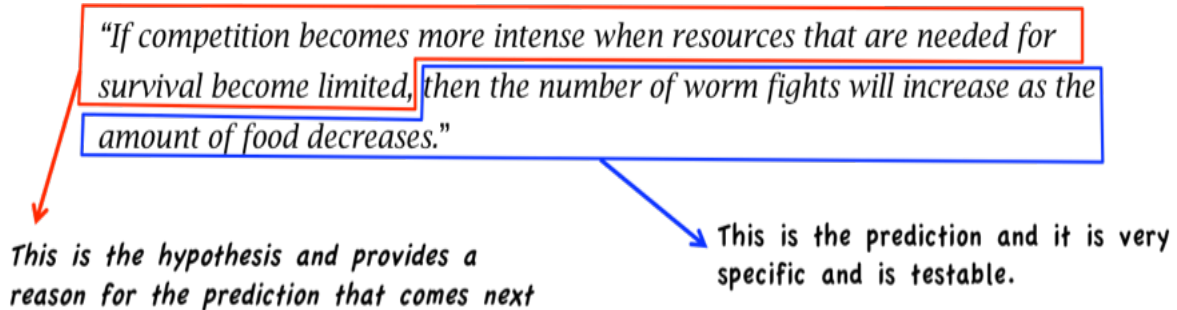 “If competition becomes more intense when resources that are needed for
survival become limited, then the number of worm fights will increase as the
amount of food decreases.”
This is the hypothesis and provides a
reason for the prediction that comes next
This is the prediction and it is very
specific and is testable.